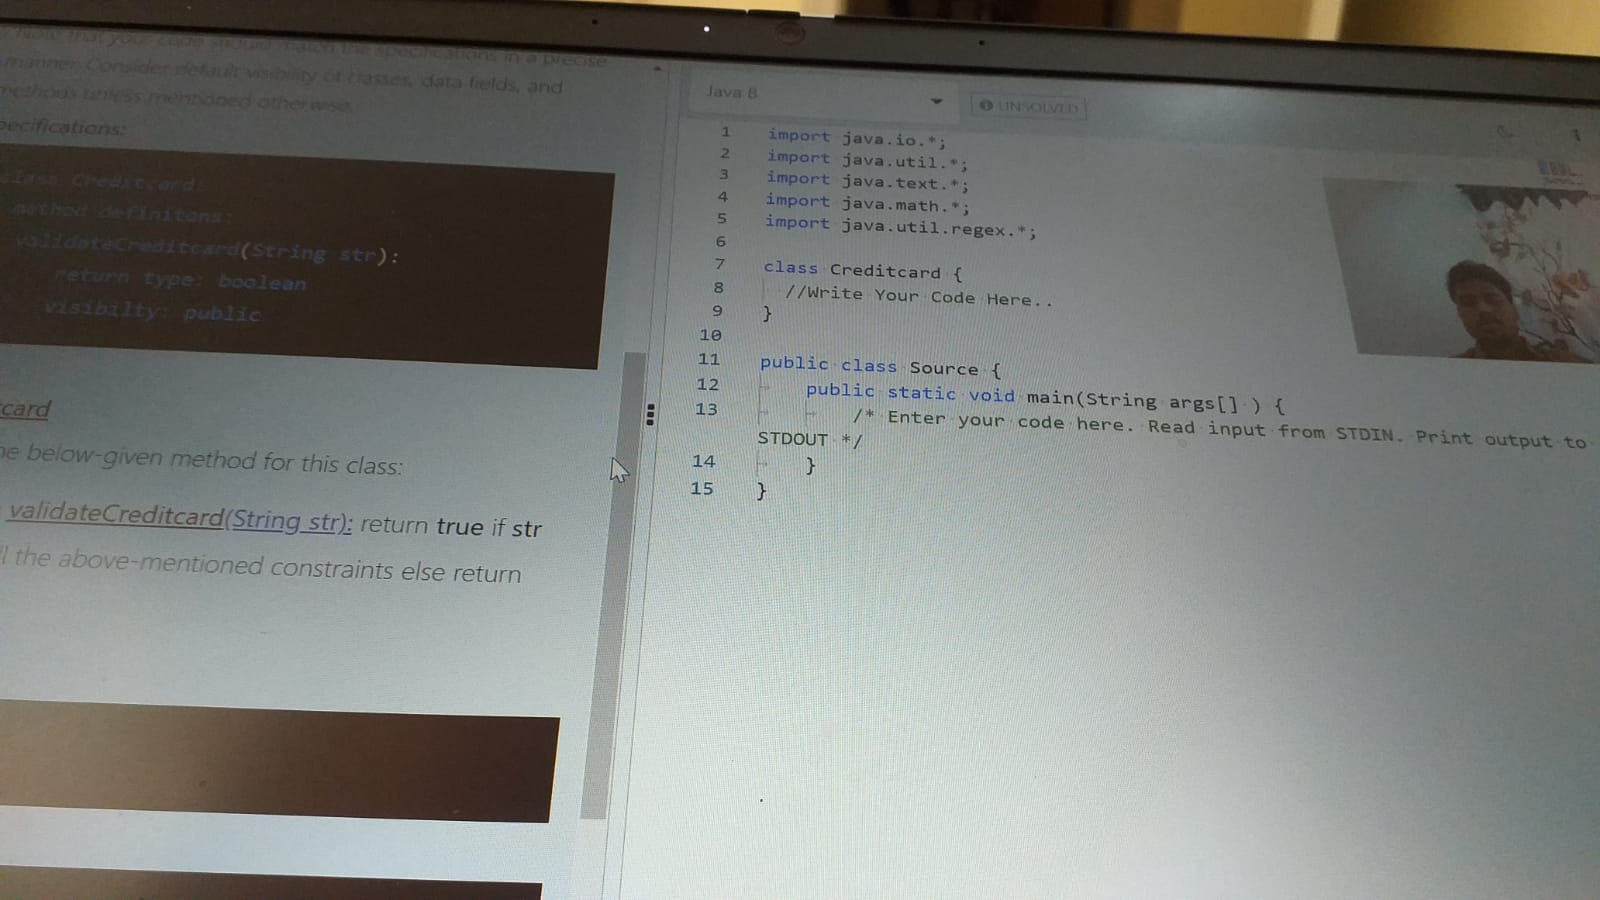 Note that your code should match the specifications in a precise
manner. Consider default visibility of classes, data fields, and
methods unless mentioned otherwise.
pecifications:
class Creditcard:
method definitons:
validateCreditcard(String str):
return type: boolean
visibilty: public
card
he below-given method for this class:
validateCreditcard(String str): return true if str
ll the above-mentioned constraints else return
Java 8
UNSOLVED
1 import java.io.*;
2 import java.util.*;
3 import java.text.*;
4 import java.math.*;
5 import java.util.regex.*;
6
7 class Creditcard {
8 //Write Your Code Here..
9 }
10
11 public class Source {
12 public static void main(String args[] ) {
13 /* Enter your code here. Read input from STDIN. Print output to
STDOUT */
14 }
15 }